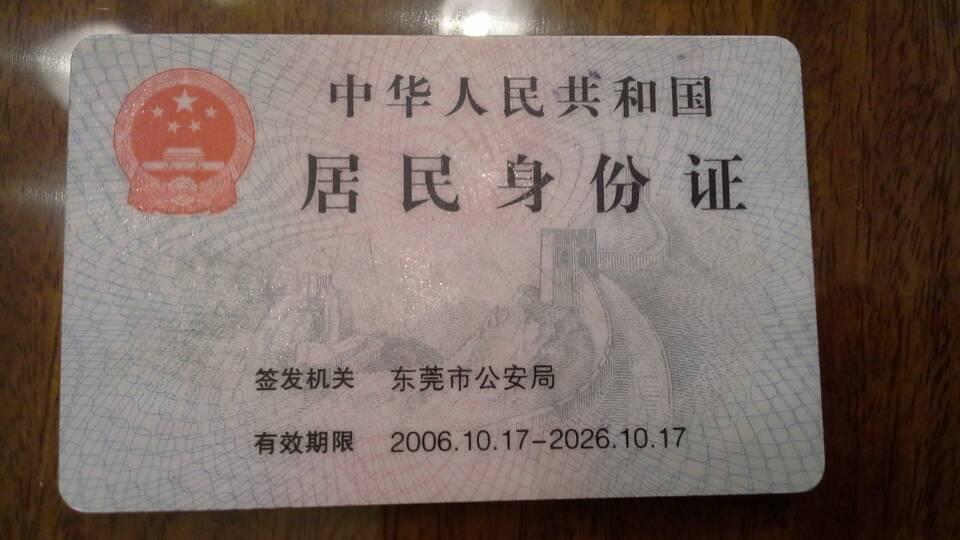 中华人民共和国
居民身份证
签发机关 东莞市公安局
有效期限 2006.10.17-2026.10.17